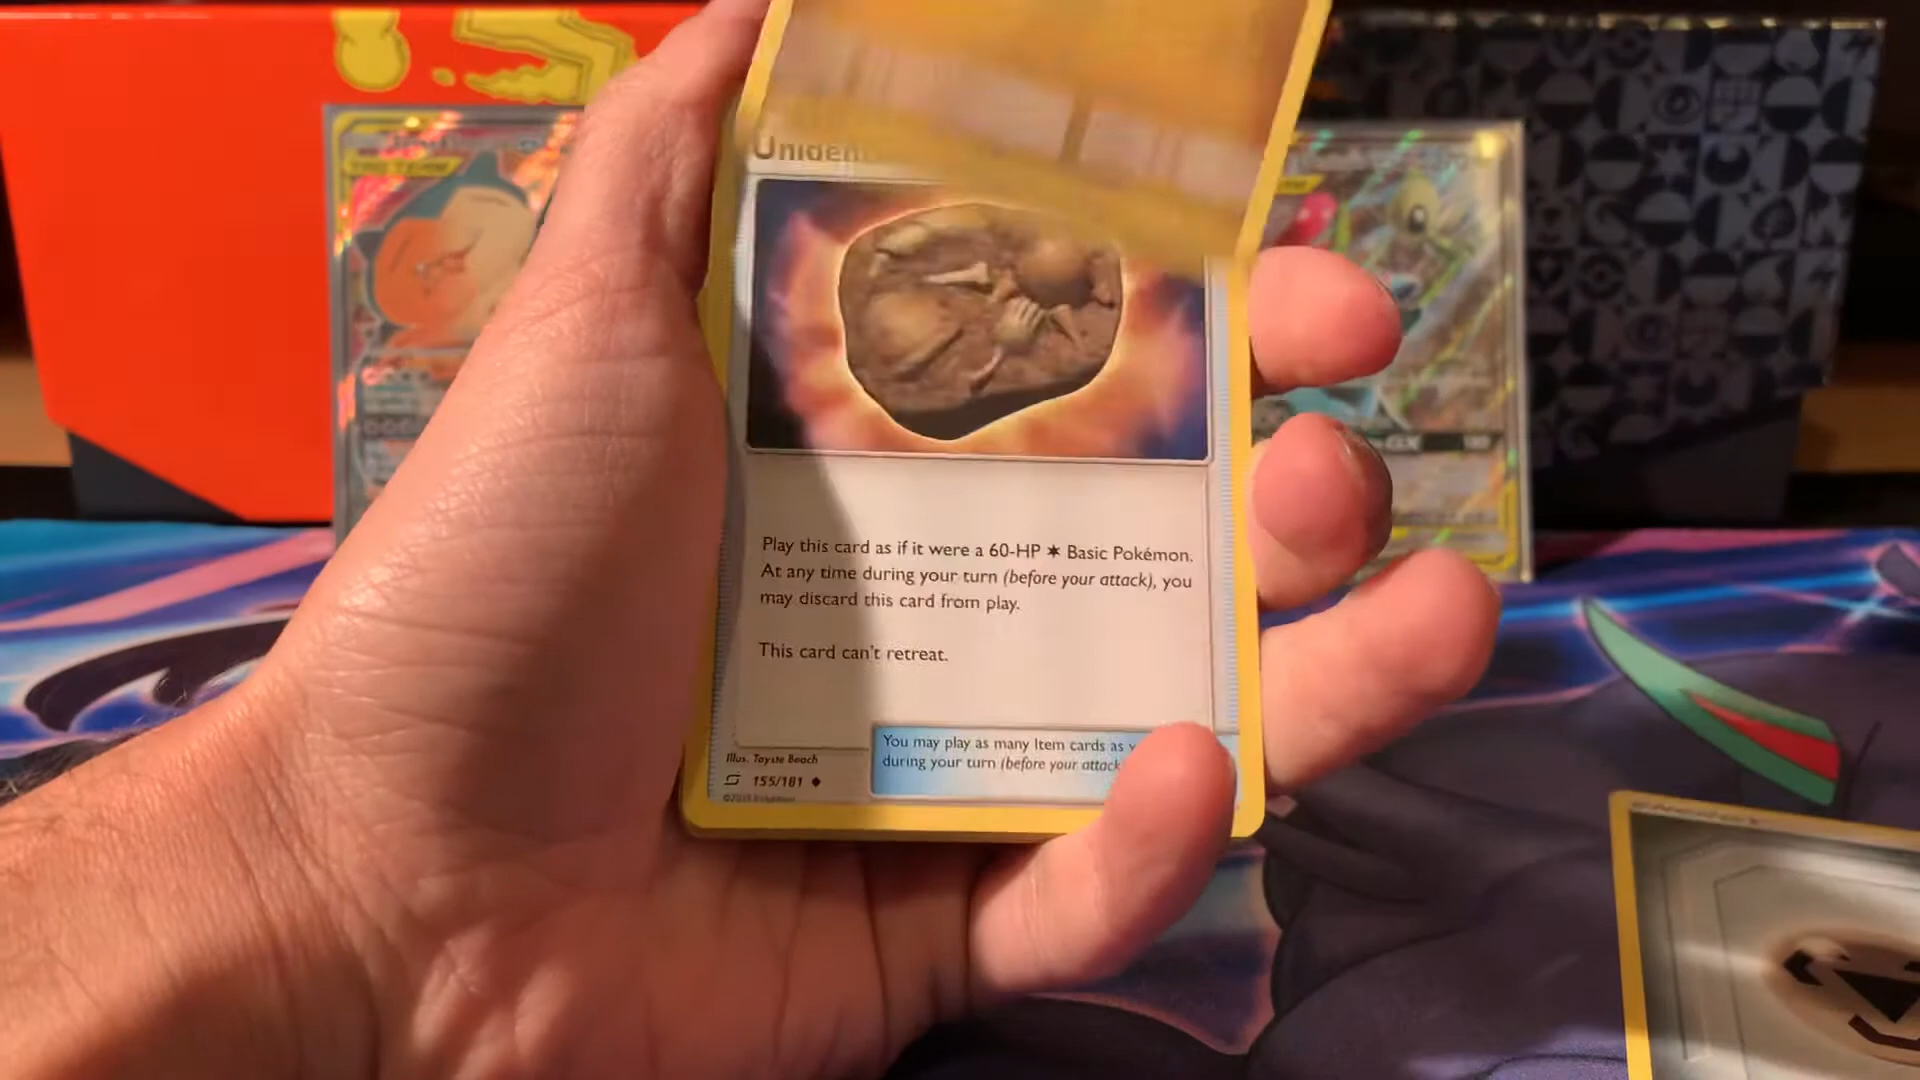 Uniden
Play this card as if it were a 60-HP ✶ Basic Pokémon.
At any time during your turn (before your attack), you
may discard this card from play.
This card can't retreat.
You may play as many Item cards as
during your turn (before your attack
Illus. Toyste Beach
155/181 ◆
GX